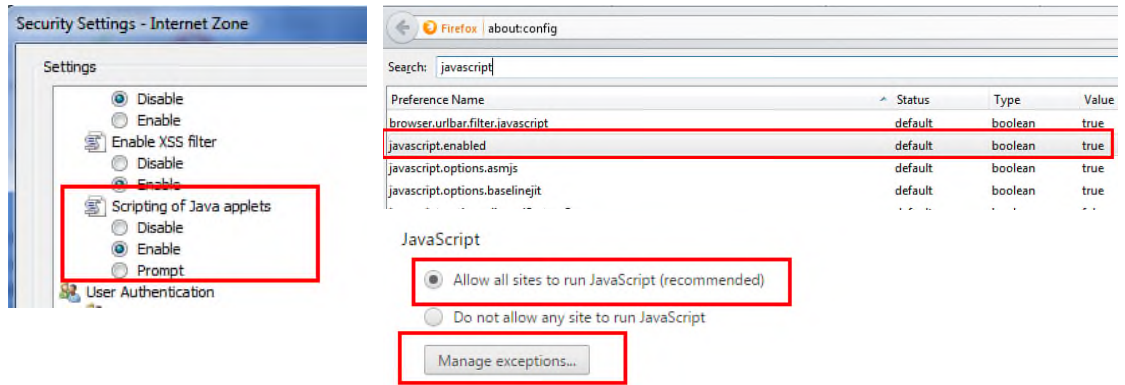 Security Settings - Internet Zone
Settings
Disable
Enable
Enable XSS filter
Disable
Enable
Scripting of Java applets
Disable
Enable
Prompt
User Authentication
Firefox about:config
Search: javascript
Preference Name Status Type Value
browser.urlbar.filter.javascript default boolean true
javascript.enabled default boolean true
javascript.options.asmjs default boolean true
javascript.options.baselinejit default boolean true
JavaScript
Allow all sites to run JavaScript (recommended)
Do not allow any site to run JavaScript
Manage exceptions...